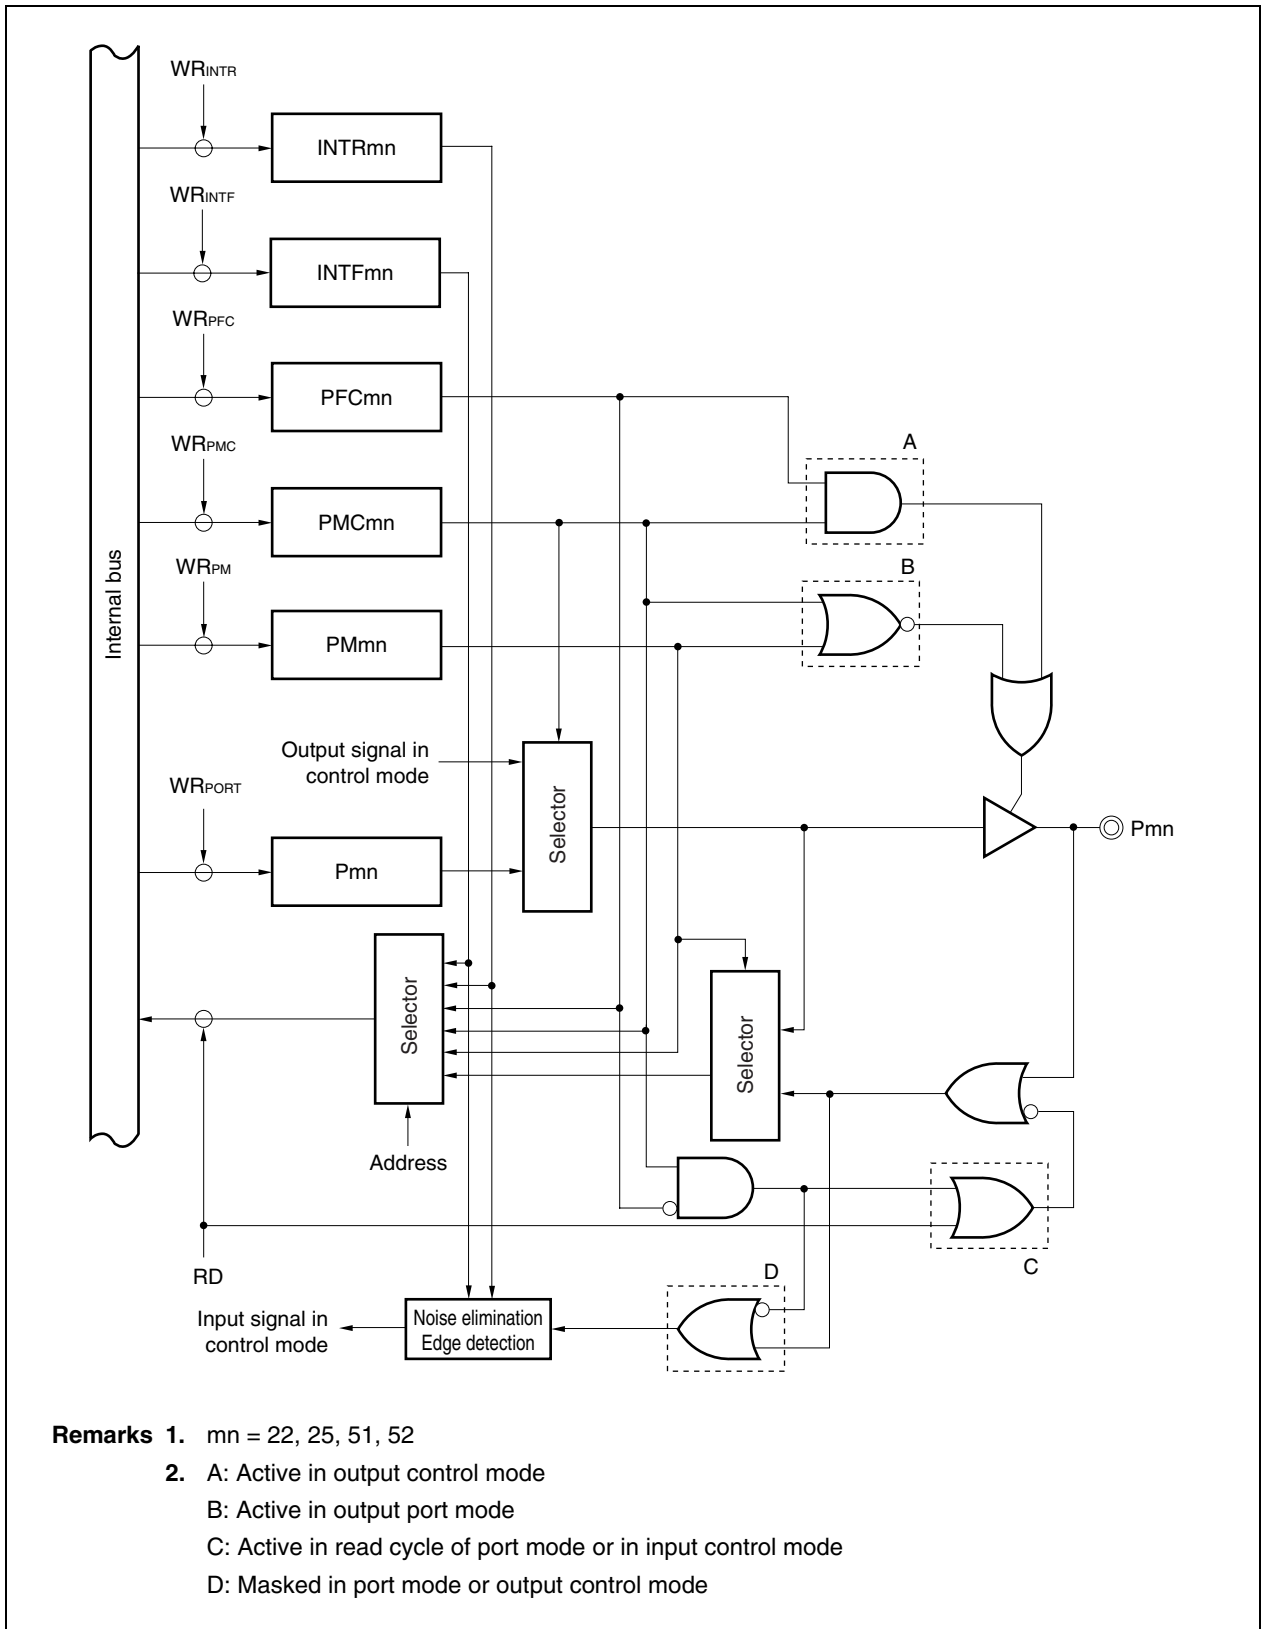 WRINTR
INTRmn
WRINTF
INTFmn
WRPFC
PFCmn
A
WRPMC
PMCmn
Internal bus
WRPM
B
PMmn
Output signal in
control mode
Selector
WRPORT
Pmn
Pmn
Selector
Selector
Address
RD
C
D
Input signal in
control mode
Noise elimination
Edge detection
Remarks 1. mn = 22, 25, 51, 52
2. A: Active in output control mode
B: Active in output port mode
C: Active in read cycle of port mode or in input control mode
D: Masked in port mode or output control mode